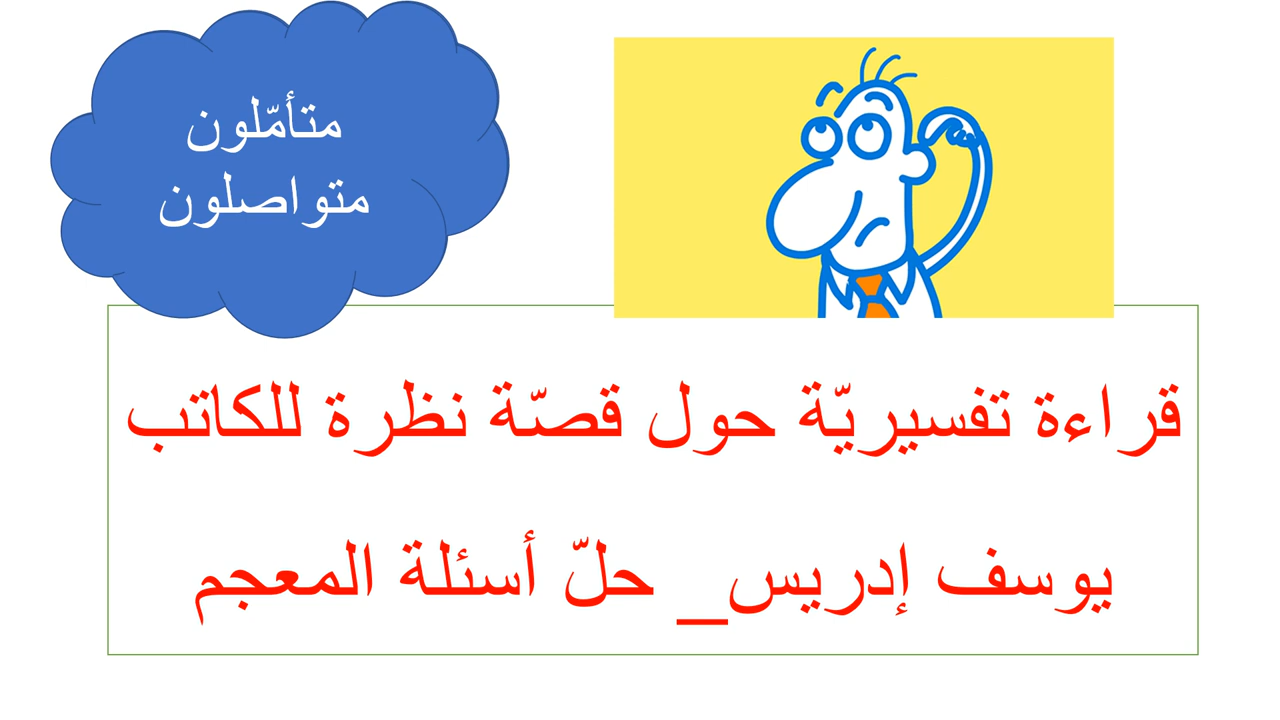 متأمّلون
متواصلون
قراءة تفسيريّة حول قصّة نظرة للكاتب
يوسف إدريس_ حلّ أسئلة المعجم